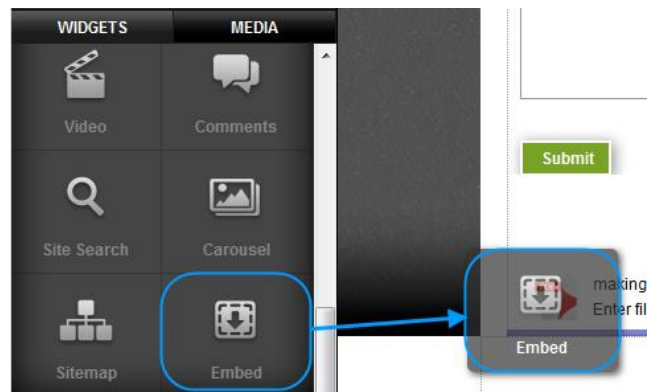 WIDGETS MEDIA
Video Comments
Submit
Site Search Carousel
making
Enter fil
Embed
Sitemap Embed